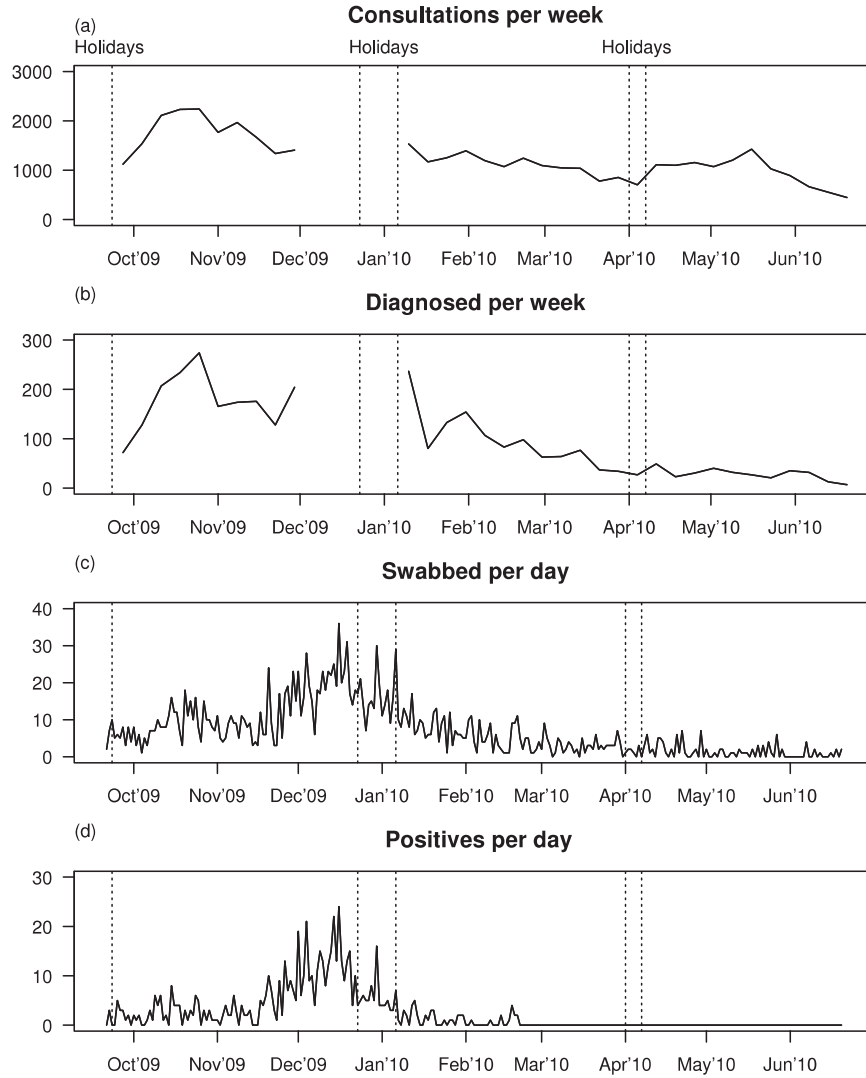 (a)
Consultations per week
Holidays Holidays Holidays
3000
2000
1000
0
Oct'09 Nov'09 Dec'09 Jan'10 Feb'10 Mar'10 Apr'10 May'10 Jun'10
(b)
Diagnosed per week
300
200
100
0
Oct'09 Nov'09 Dec'09 Jan'10 Feb'10 Mar'10 Apr'10 May'10 Jun'10
(c)
Swabbed per day
40
30
20
10
0
Oct'09 Nov'09 Dec'09 Jan'10 Feb'10 Mar'10 Apr'10 May'10 Jun'10
(d)
Positives per day
30
20
10
0
Oct'09 Nov'09 Dec'09 Jan'10 Feb'10 Mar'10 Apr'10 May'10 Jun'10